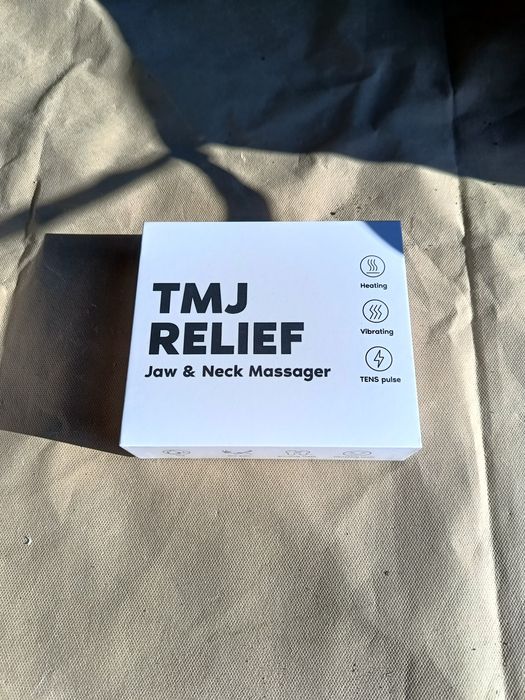 TMJ
RELIEF
Jaw & Neck Massager
Heating
Vibrating
TENS pulse